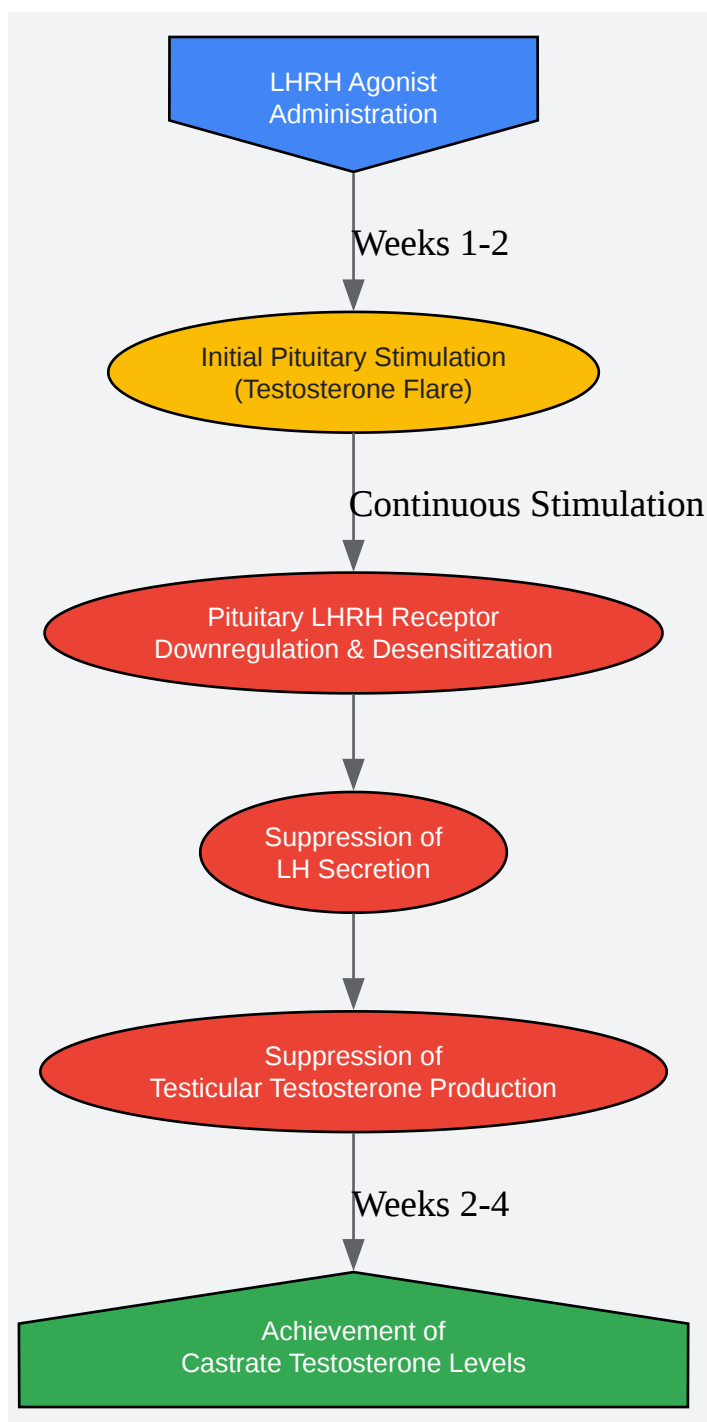 LHRH Agonist
Administration
Weeks 1-2
Initial Pituitary Stimulation
(Testosterone Flare)
Continuous Stimulation
Pituitary LHRH Receptor
Downregulation & Desensitization
Suppression of
LH Secretion
Suppression of
Testicular Testosterone Production
Weeks 2-4
Achievement of
Castrate Testosterone Levels